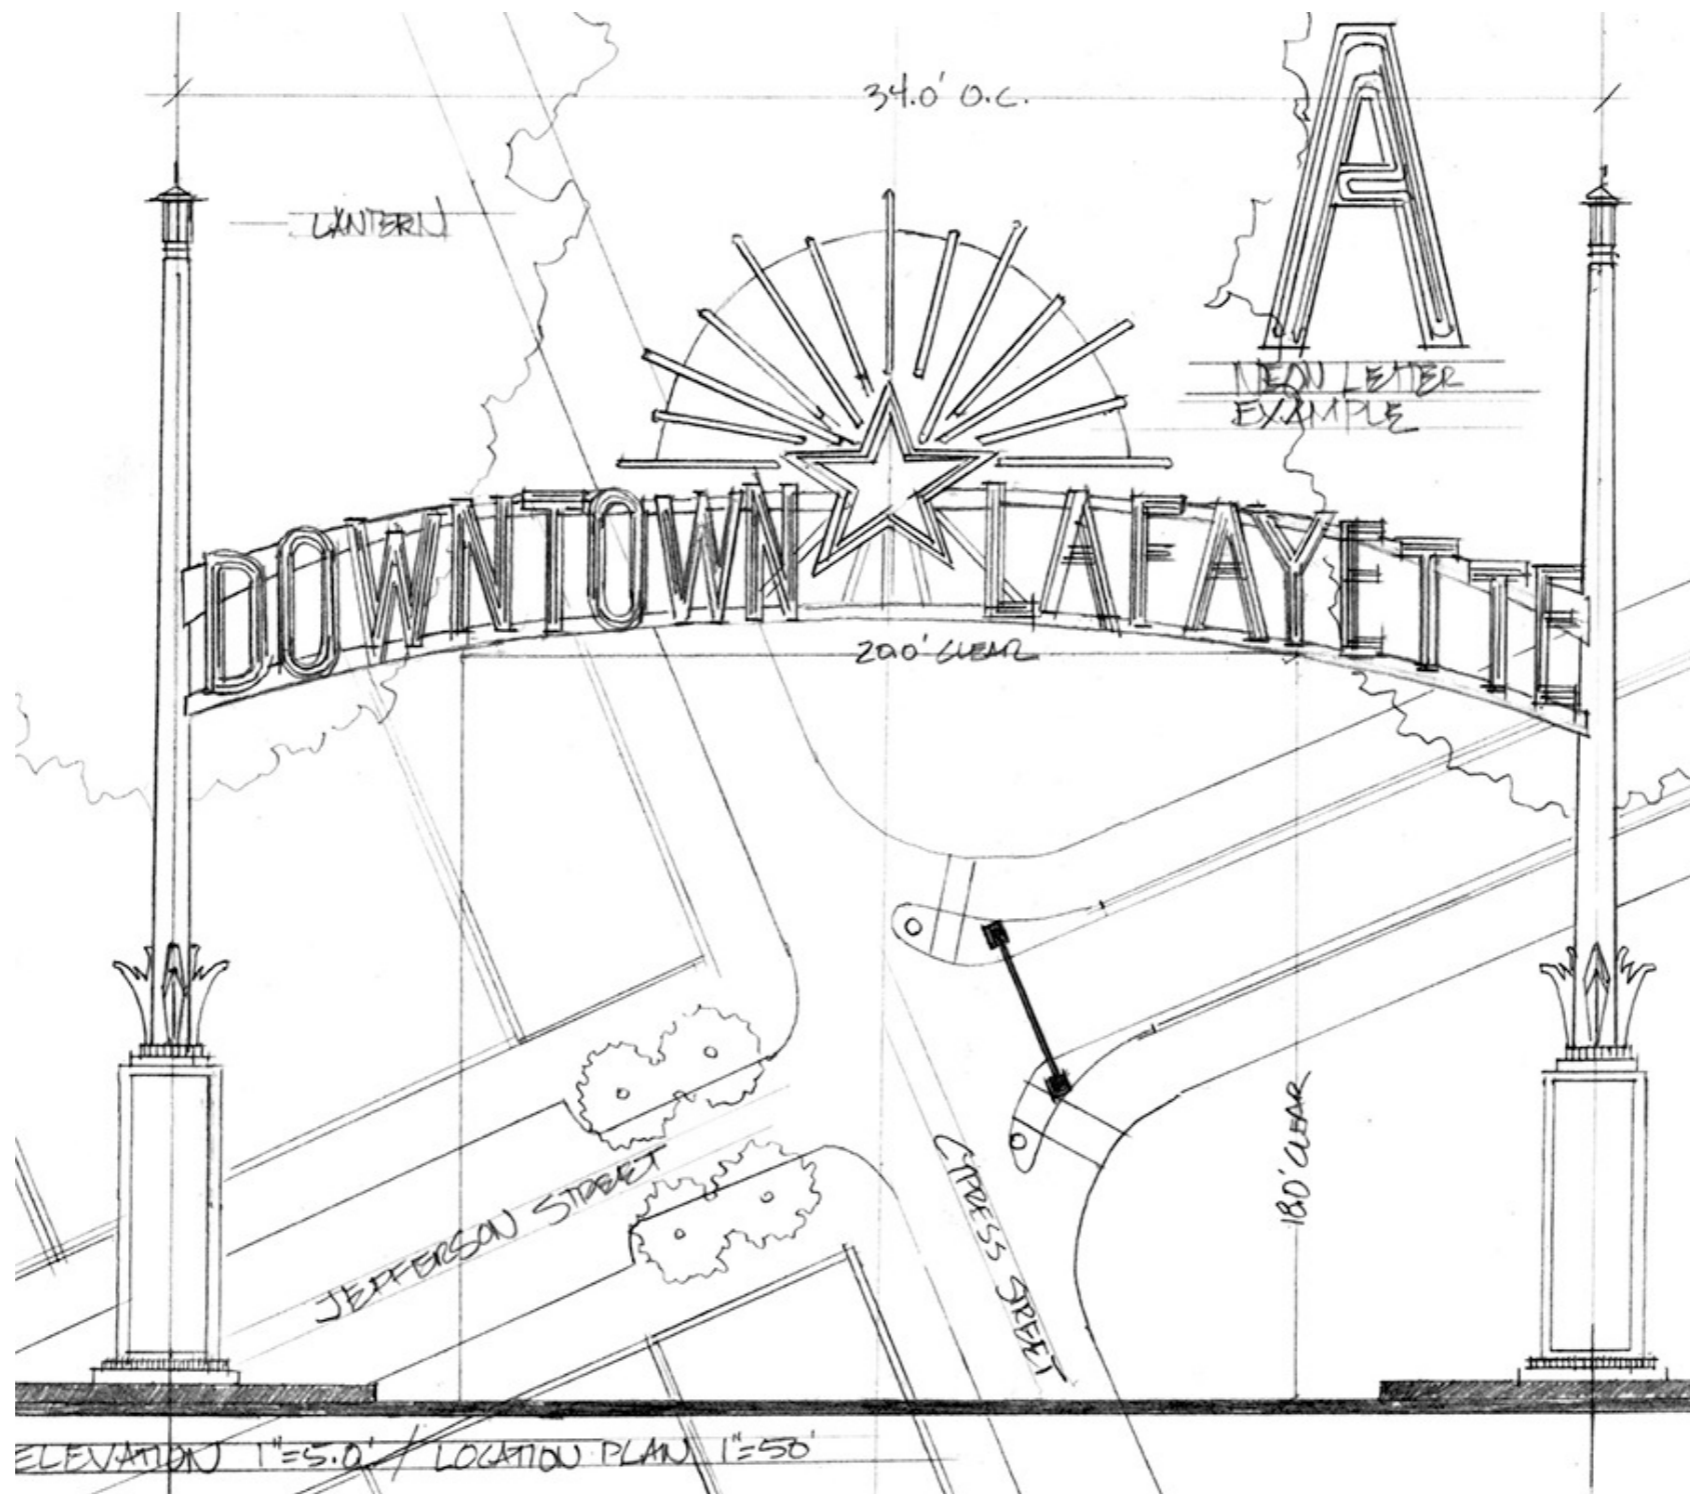 34.0' O.C.
A
LANTERN
NEON LETTER
EXAMPLE
DOWNTOWN LAFAYETTE
20.0' CLEAR
18.0' CLEAR
JEFFERSON STREET
CYPRESS STREET
ELEVATION 1"=5.0' / LOCATION PLAN 1"=50'